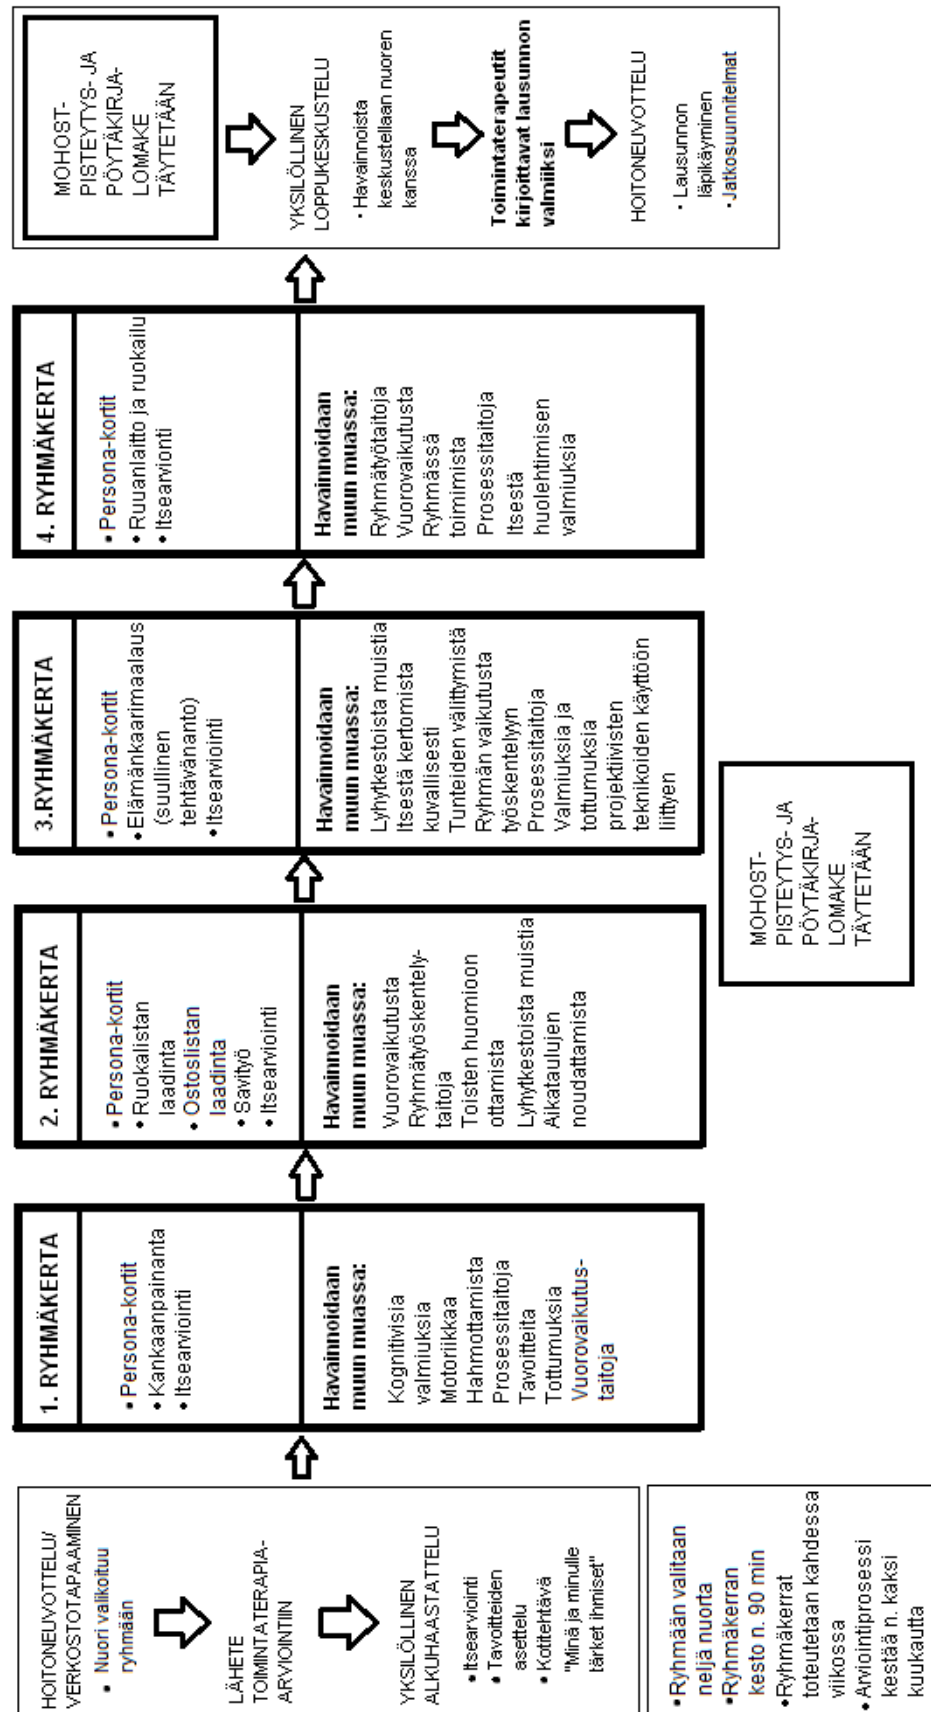 HOITONEUVOTTELU/
VERKOSTOTAPAAMINEN
• Nuori valikoituu
ryhmään
LÄHETE
TOIMINTATERAPIA-
ARVIOINTIIN
YKSILÖLLINEN
ALKUHAASTATTELU
• Itsearviointi
• Tavoitteiden
asettelu
• Kotitehtävä
"Minä ja minulle
tärket ihmiset"
•Ryhmään valitaan
neljä nuorta
•Ryhmäkerran
kesto n. 90 min
•Ryhmäkerrat
toteutetaan kahdessa
viikossa
•Arviointiprosessi
kestää n. kaksi
kuukautta
1. RYHMÄKERTA
• Persona-kortit
• Kankaanpainanta
• Itsearviointi
Havainnoidaan
muun muassa:
Kognitivisia
valmiuksia
Motoriikkaa
Hahmottamista
Prosessitaitoja
Tavoitteita
Tottumuksia
Vuorovaikutus-
taitoja
2. RYHMÄKERTA
• Persona-kortit
• Ruokalistan
laadinta
• Ostoslistan
laadinta
• Savityö
• Itsearviointi
Havainnoidaan
muun muassa:
Vuorovaikutusta
Ryhmätyöskentely-
taitoja
Toisten huomioon
ottamista
Lyhytkestoista muistia
Aikataulujen
noudattamista
3.RYHMÄKERTA
• Persona-kortit
• Elämänkaarimaalaus
(suullinen
tehtävänanto)
• Itsearviointi
Havainnoidaan
muun muassa:
Lyhytkestoista muistia
Itsestä kertomista
kuvallisesti
Tunteiden välittymistä
Ryhmän vaikutusta
työskentelyyn
Prosessitaitoja
Valmiuksia ja
tottumuksia
projektiivisten
tekniikoiden käyttöön
liittyen
MOHOST-
PISTEYTYS- JA
PÖYTÄKIRJA-
LOMAKE
TÄYTETÄÄN
4. RYHMÄKERTA
• Persona-kortit
• Ruuanlaitto ja ruokailu
• Itsearvionti
Havainnoidaan
muun muassa:
Ryhmätyötaitoja
Vuorovaikutusta
Ryhmässä
toimimista
Prosessitaitoja
Itsestä
huolehtimisen
valmiuksia
MOHOST-
PISTEYTYS- JA
PÖYTÄKIRJA-
LOMAKE
TÄYTETÄÄN
YKSILÖLLINEN
LOPPUKESKUSTELU
• Havainnoista
keskustellaan nuoren
kanssa
Toimintaterapeutit
kirjoittavat lausunnon
valmiiksi
HOITONEUVOTTELU
• Lausunnon
läpikäyminen
•Jatkosuunnitelmat